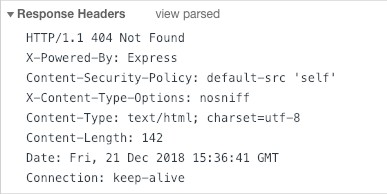 ▼ Response Headers view parsed
HTTP/1.1 404 Not Found
X-Powered-By: Express
Content-Security-Policy: default-src 'self'
X-Content-Type-Options: nosniff
Content-Type: text/html; charset=utf-8
Content-Length: 142
Date: Fri, 21 Dec 2018 15:36:41 GMT
Connection: keep-alive